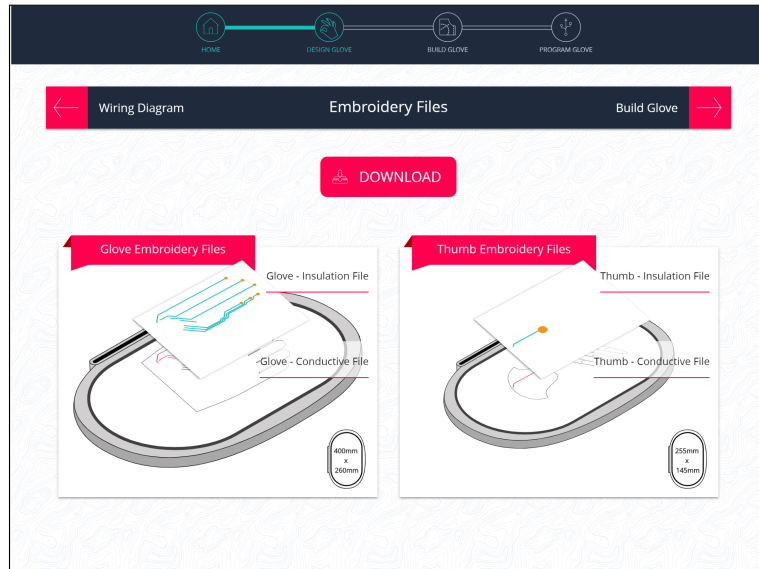 HOME
DESIGN GLOVE
BUILD GLOVE
PROGRAM GLOVE
Wiring Diagram
Embroidery Files
Build Glove
DOWNLOAD
Glove Embroidery Files
Glove - Insulation File
Glove - Conductive File
400mm
x
260mm
Thumb Embroidery Files
Thumb - Insulation File
Thumb - Conductive File
255mm
x
145mm